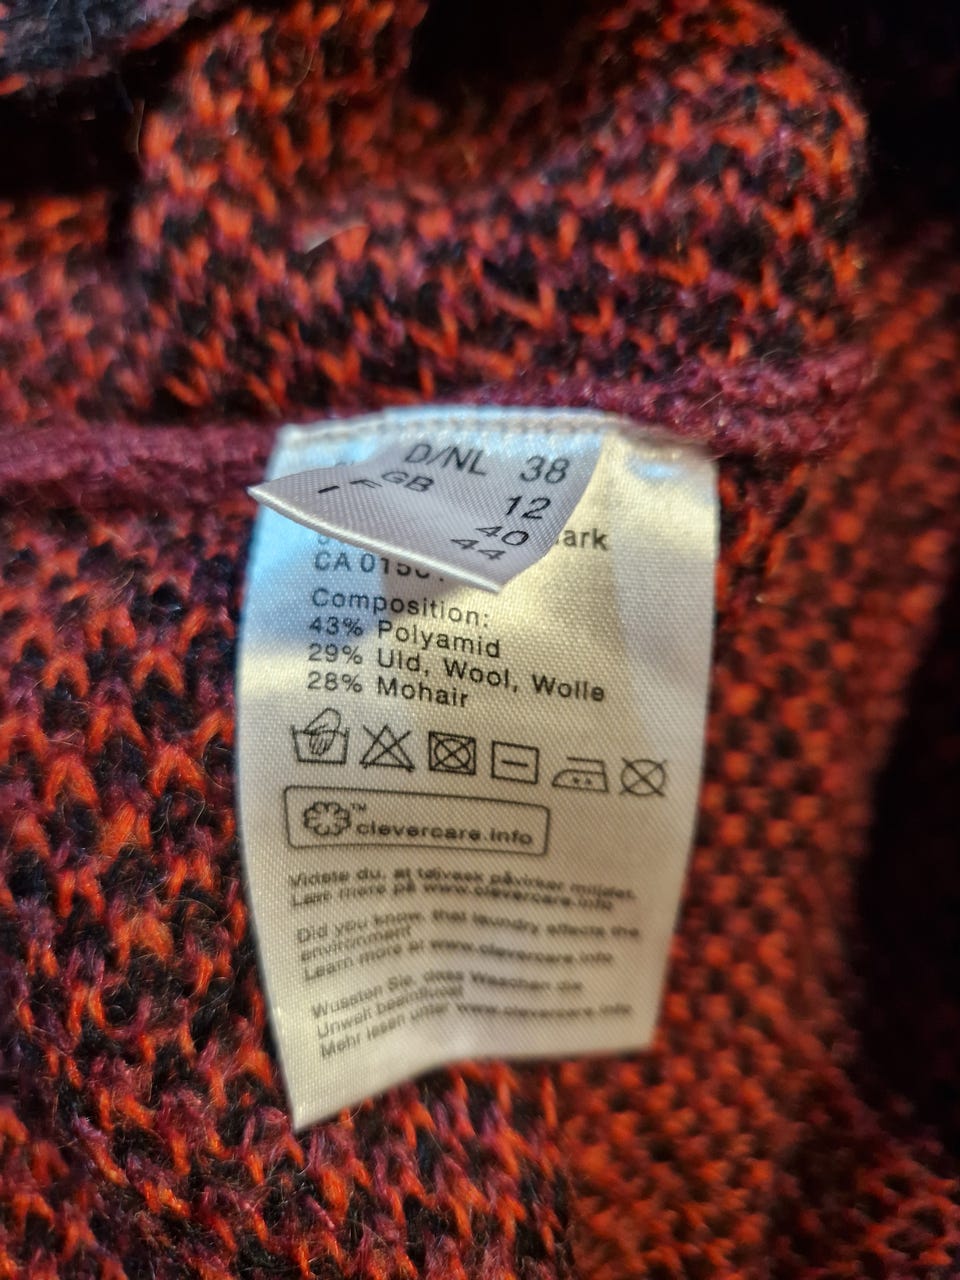 D/NL 38
GB 12
F 40
I 44
ark
CA 0150
Composition:
43% Polyamid
29% Uld, Wool, Wolle
28% Mohair
clevercare.info
Vidste du, at tøjvask påvirker miljøet.
Læs mere på www.clevercare.info
Did you know, that laundry affects the
environment
Learn more at www.clevercare.info
Wussten Sie, dass Waschen die
Umwelt beeinflusst
Mehr lesen unter www.clevercare.info